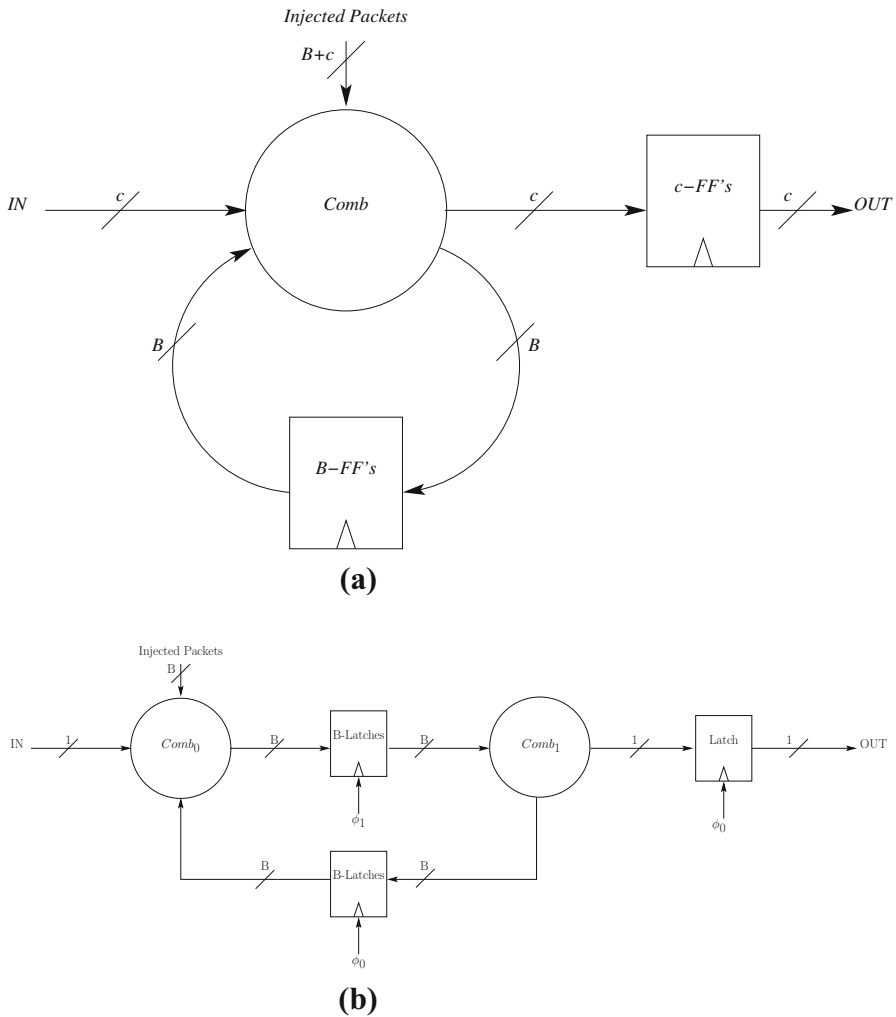 Injected Packets
B+c
IN
c
Comb
c
c−FF's
c
OUT
B
B
B−FF's
(a)
Injected Packets
B
IN
1
Comb₀
B
B-Latches
B
Comb₁
1
Latch
1
OUT
ϕ₁
ϕ₀
B
B-Latches
B
ϕ₀
(b)